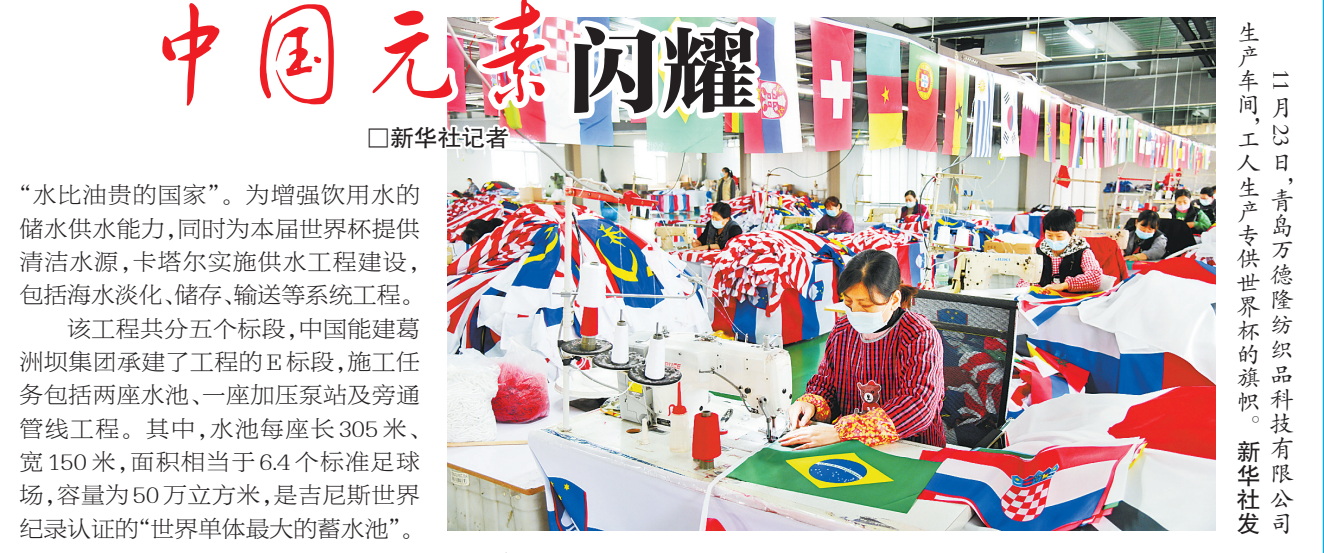 中国元素闪耀
□新华社记者
“水比油贵的国家”。为增强饮用水的
储水供水能力，同时为本届世界杯提供
清洁水源，卡塔尔实施供水工程建设，
包括海水淡化、储存、输送等系统工程。
该工程共分五个标段，中国能建葛
洲坝集团承建了工程的E标段，施工任
务包括两座水池、一座加压泵站及旁通
管线工程。其中，水池每座长305米、
宽150米，面积相当于6.4个标准足球
场，容量为50万立方米，是吉尼斯世界
纪录认证的“世界单体最大的蓄水池”。
11月23日，青岛万德隆纺织品科技有限公司
生产车间，工人生产专供世界杯的旗帜。 新华社发